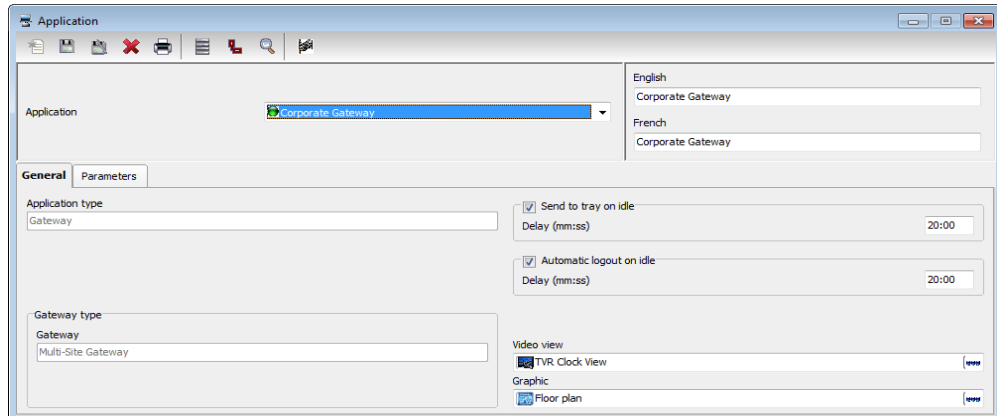 Application
Application
Corporate Gateway
English
Corporate Gateway
French
Corporate Gateway
General
Parameters
Application type
Gateway
Send to tray on idle
Delay (mm:ss)
20:00
Automatic logout on idle
Delay (mm:ss)
20:00
Gateway type
Gateway
Multi-Site Gateway
Video view
TVR Clock View
Graphic
Floor plan